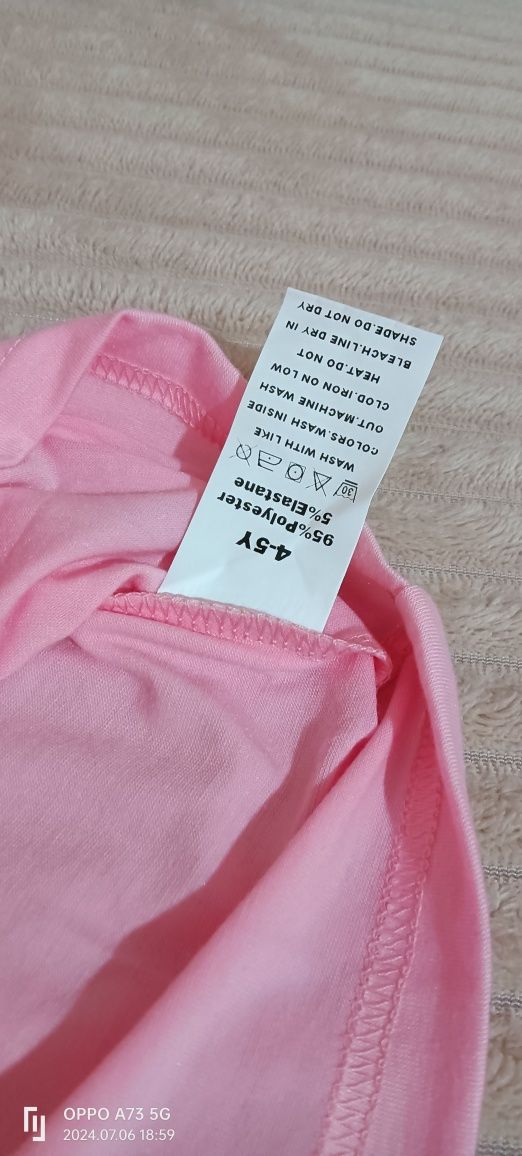 4-5Y
95%Polyester
5%Elastane
30
WASH WITH LIKE
COLORS.WASH INSIDE
OUT.MACHINE WASH
CLOD.IRON ON LOW
HEAT.DO NOT
BLEACH.LINE DRY IN
SHADE.DO NOT DRY
OPPO A73 5G
2024.07.06 18:59